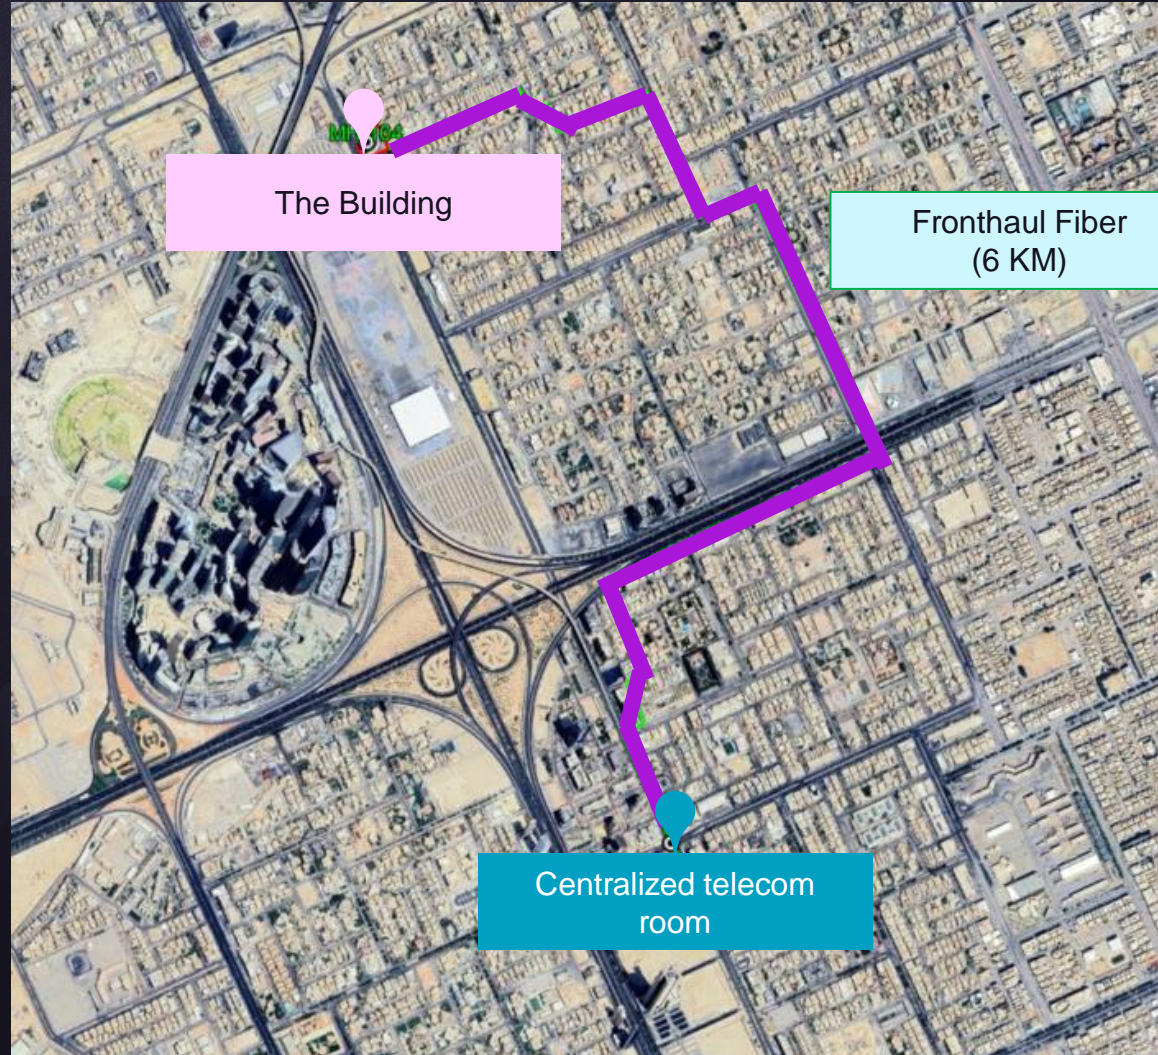 The Building
Fronthaul Fiber
(6 KM)
Centralized telecom
room